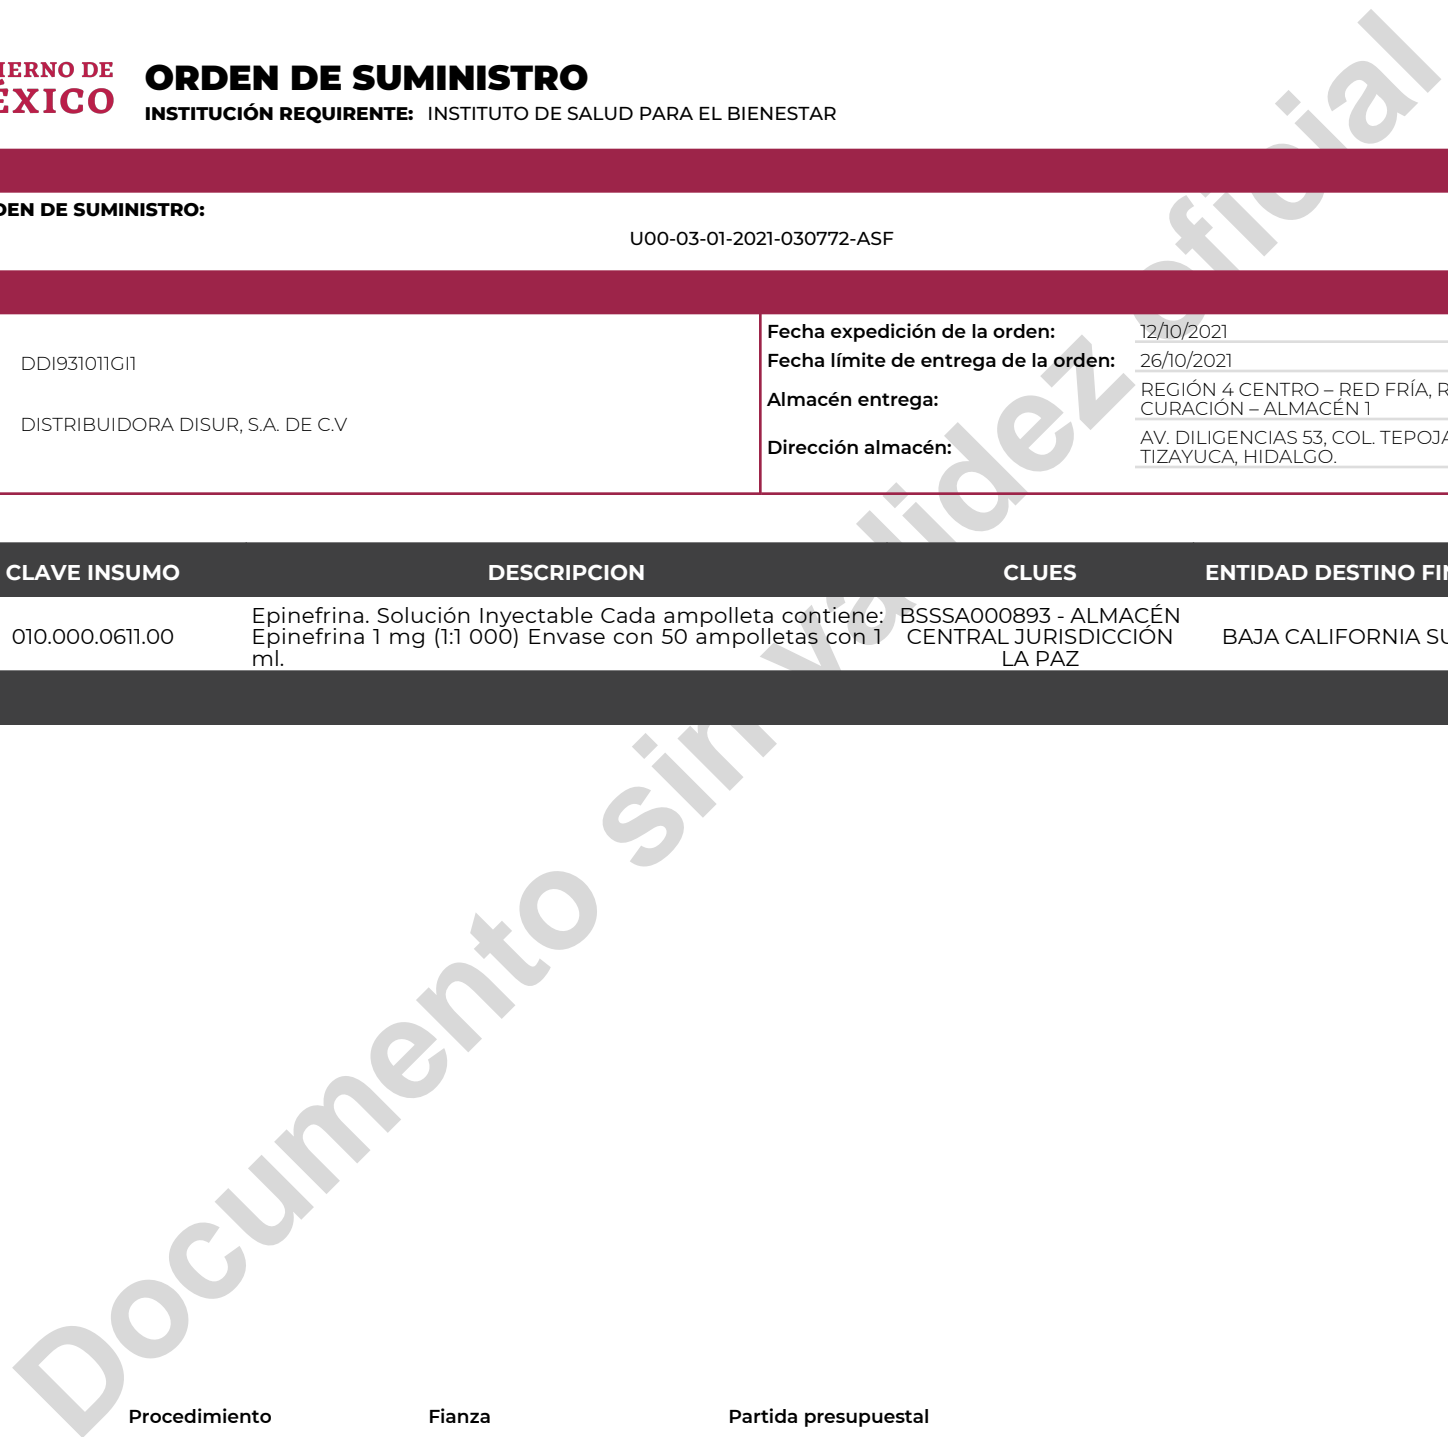 IERNO DE
ÉXICO
ORDEN DE SUMINISTRO
INSTITUCIÓN REQUIRENTE: INSTITUTO DE SALUD PARA EL BIENESTAR
DEN DE SUMINISTRO:
U00-03-01-2021-030772-ASF
DDI931011GI1
DISTRIBUIDORA DISUR, S.A. DE C.V
Fecha expedición de la orden: 12/10/2021
Fecha límite de entrega de la orden: 26/10/2021
Almacén entrega: REGIÓN 4 CENTRO – RED FRÍA, R
CURACIÓN – ALMACÉN 1
Dirección almacén: AV. DILIGENCIAS 53, COL. TEPOJA
TIZAYUCA, HIDALGO.
CLAVE INSUMO DESCRIPCION CLUES ENTIDAD DESTINO FIN
010.000.0611.00
Epinefrina. Solución Inyectable Cada ampolleta contiene:
Epinefrina 1 mg (1:1 000) Envase con 50 ampolletas con 1
ml.
BSSSA000893 - ALMACÉN
CENTRAL JURISDICCIÓN
LA PAZ
BAJA CALIFORNIA SU
Documento sin validez oficial
Procedimiento Fianza Partida presupuestal